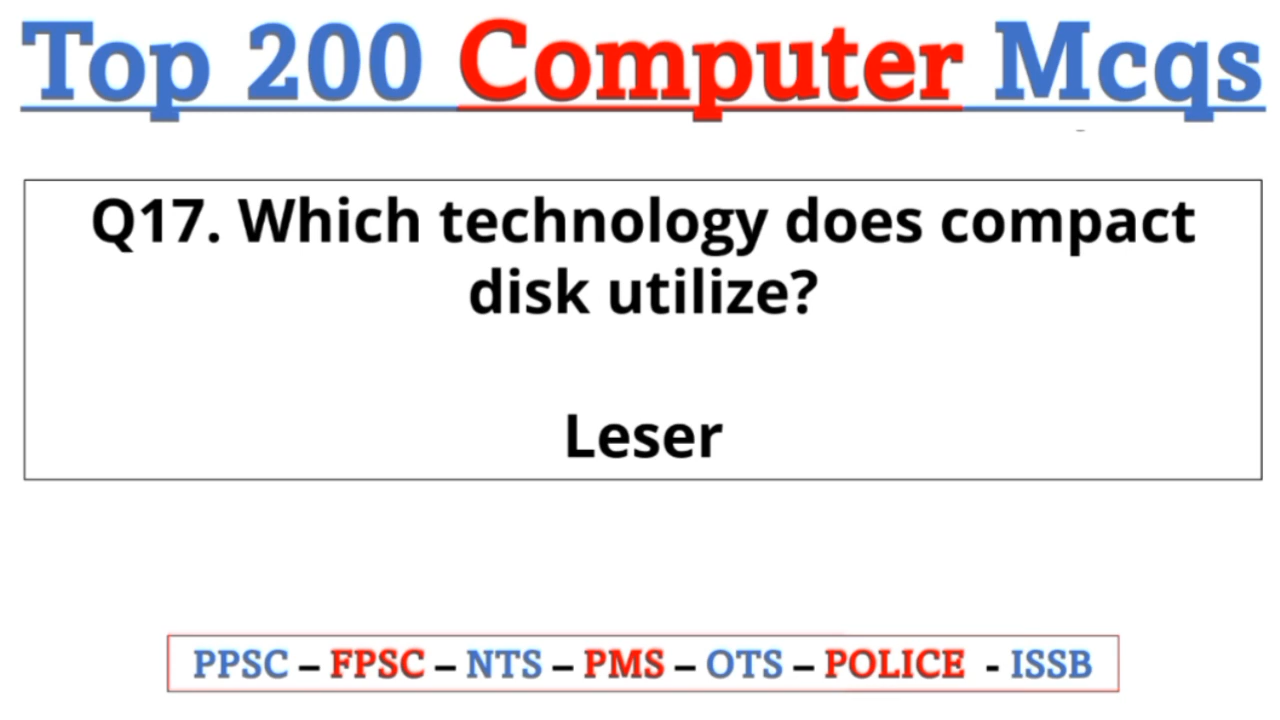 Top 200 Computer Mcqs
Q17. Which technology does compact
disk utilize?
Leser
PPSC – FPSC – NTS – PMS – OTS – POLICE - ISSB